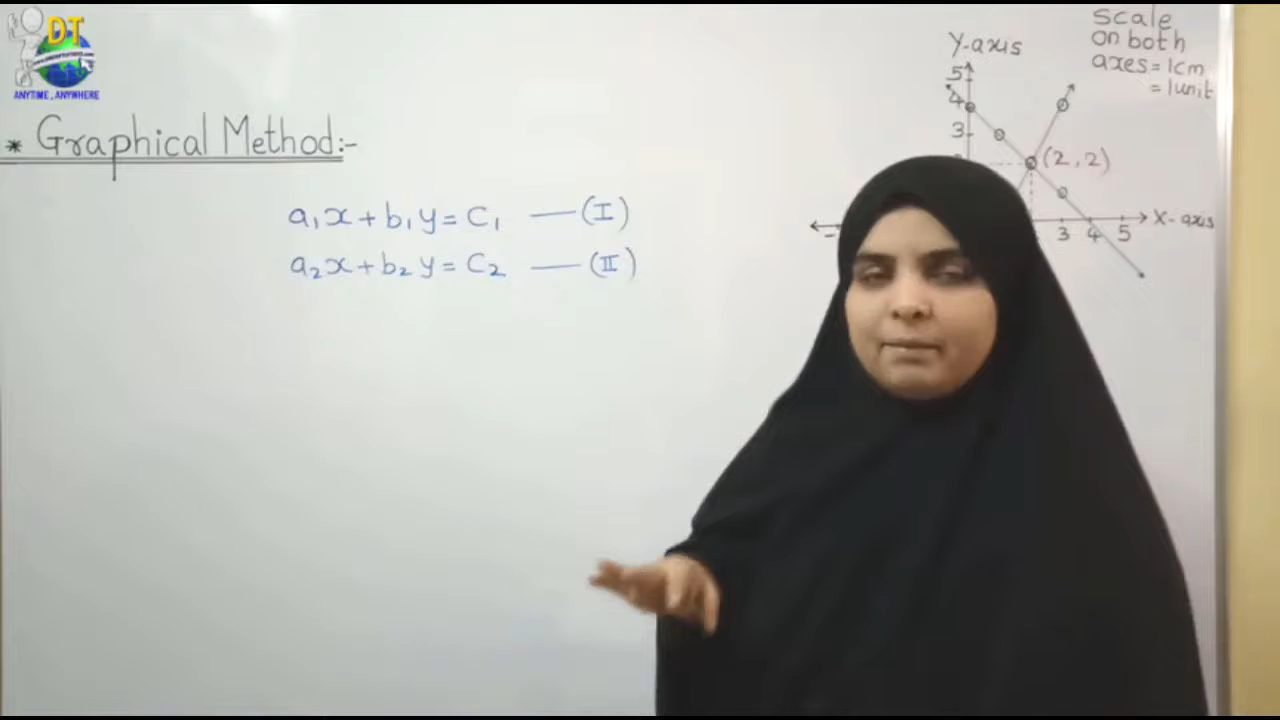 DT
ANYTIME, ANYWHERE
* Graphical Method:-
a₁x + b₁y = C₁ —(I)
a₂x + b₂y = C₂ —(II)
Scale
on both
axes = 1cm
= 1unit
Y-axis
5
4
3
(2,2)
X-axis
3 4 5